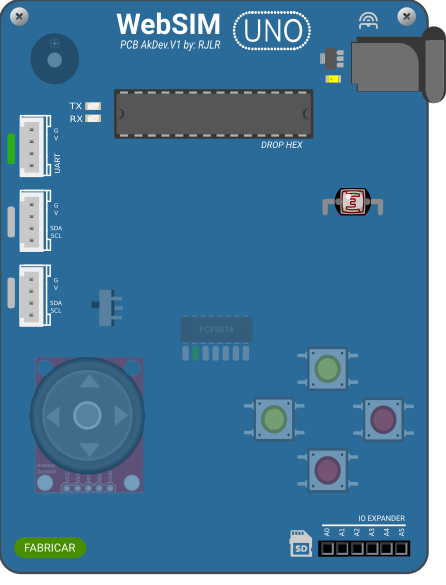 WebSIM
UNO
PCB AkDev.V1 by: RJLR
TX
RX
DROP HEX
G
V
UART
G
V
SDA
SCL
G
V
SDA
SCL
PCF8574
Analog
IO EXPANDER
SD
A0
A1
A2
A3
A4
A5
FABRICAR